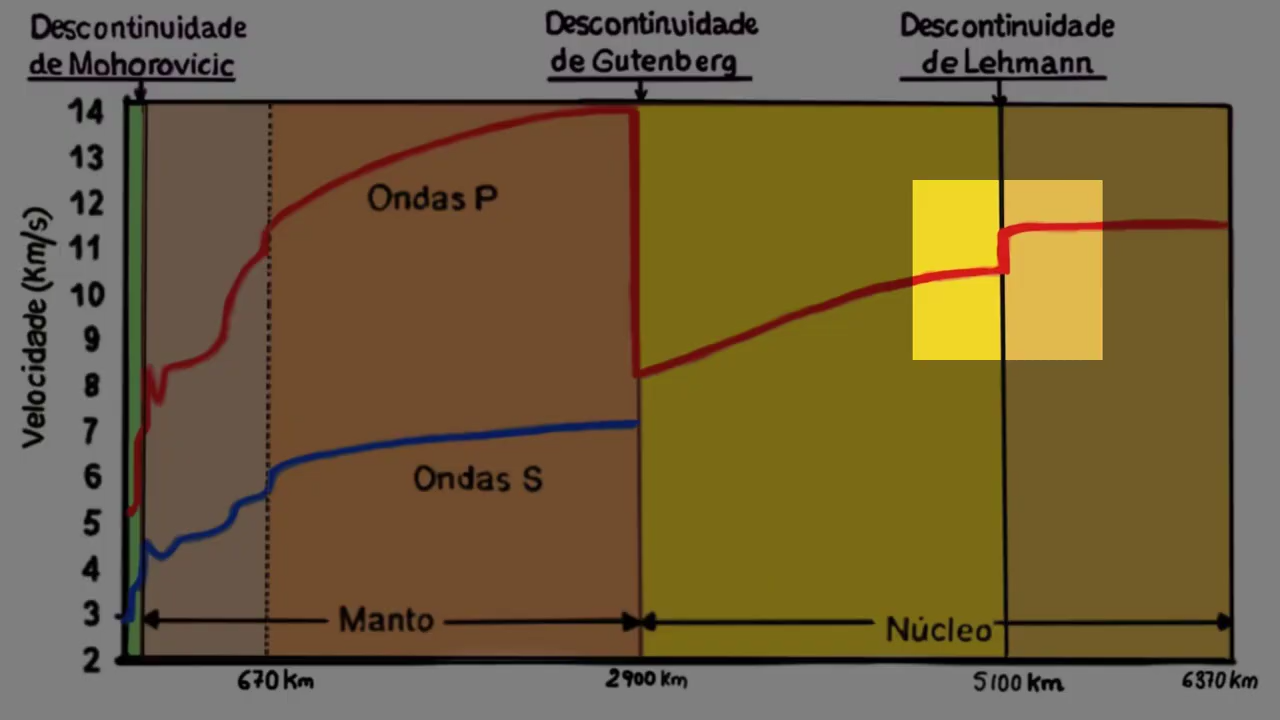 Descontinuidade
de Mohorovicic
Descontinuidade
de Gutenberg
Descontinuidade
de Lehmann
Velocidade (Km/s)
14
13
12
11
10
9
8
7
6
5
4
3
2
Ondas P
Ondas S
Manto
Núcleo
670 km
2900 km
5100 km
6370 km